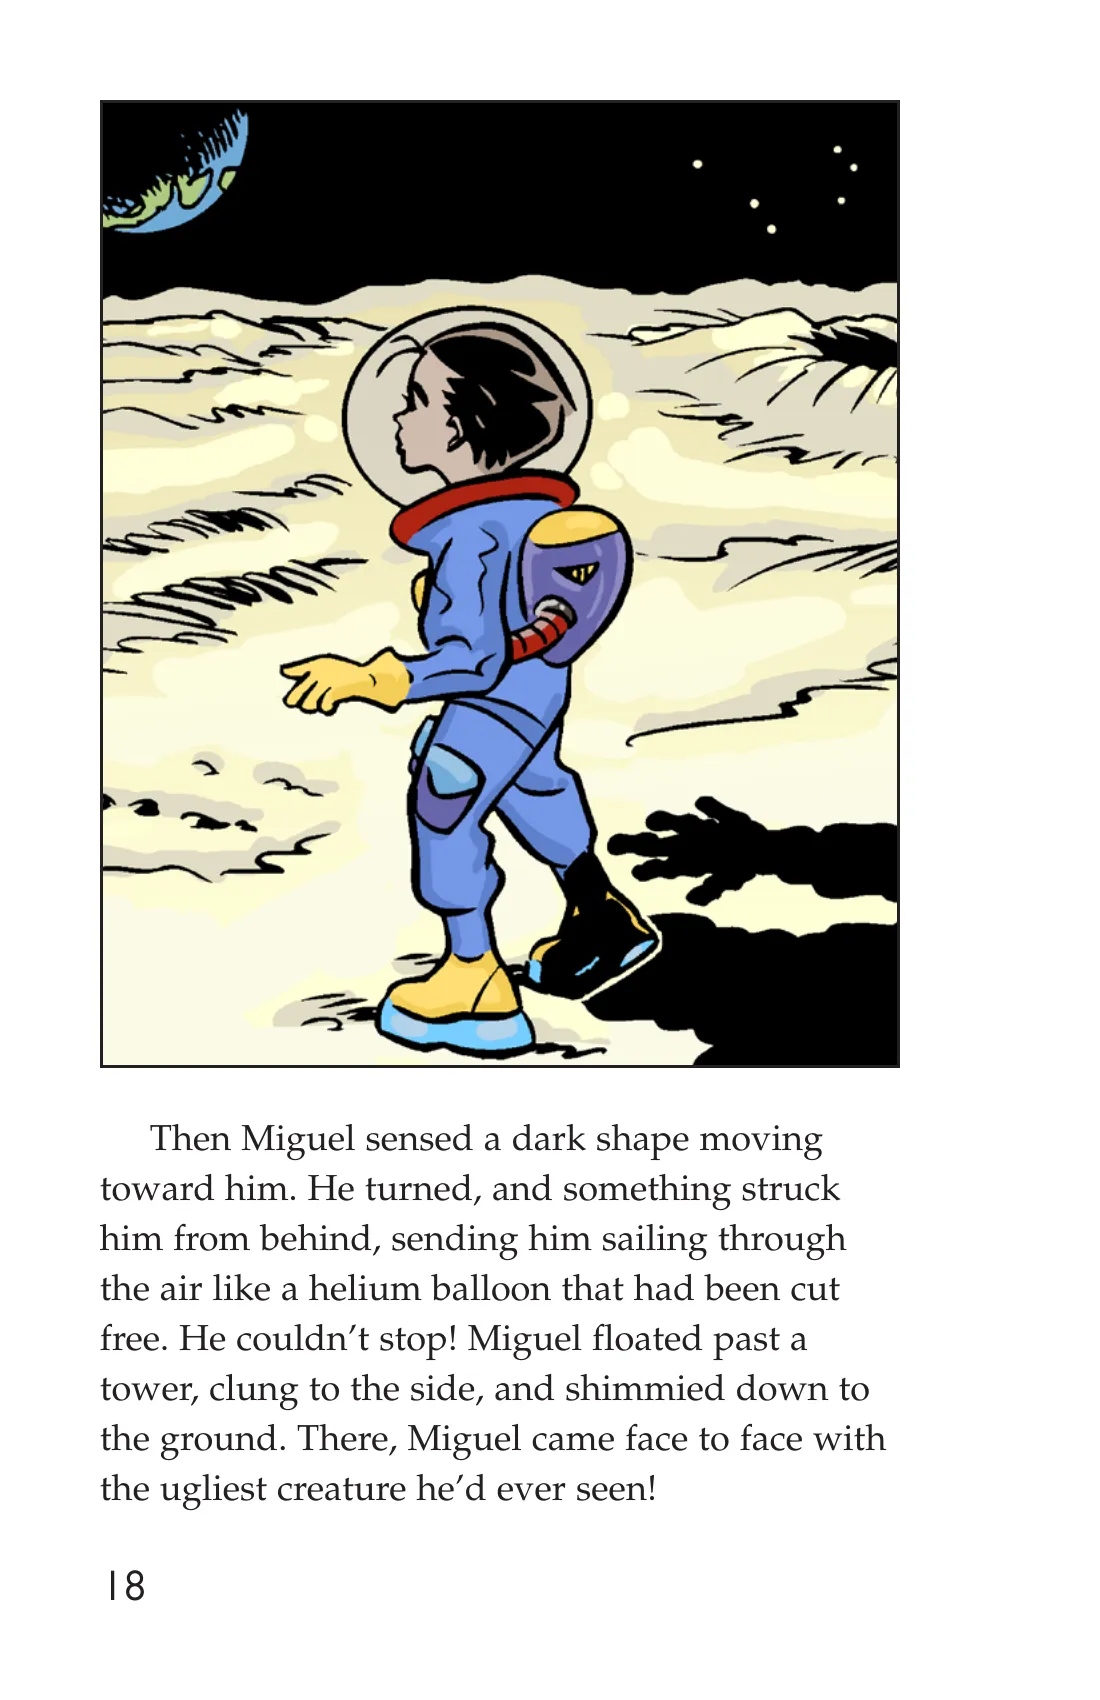 Then Miguel sensed a dark shape moving
toward him. He turned, and something struck
him from behind, sending him sailing through
the air like a helium balloon that had been cut
free. He couldn’t stop! Miguel floated past a
tower, clung to the side, and shimmied down to
the ground. There, Miguel came face to face with
the ugliest creature he’d ever seen!
18